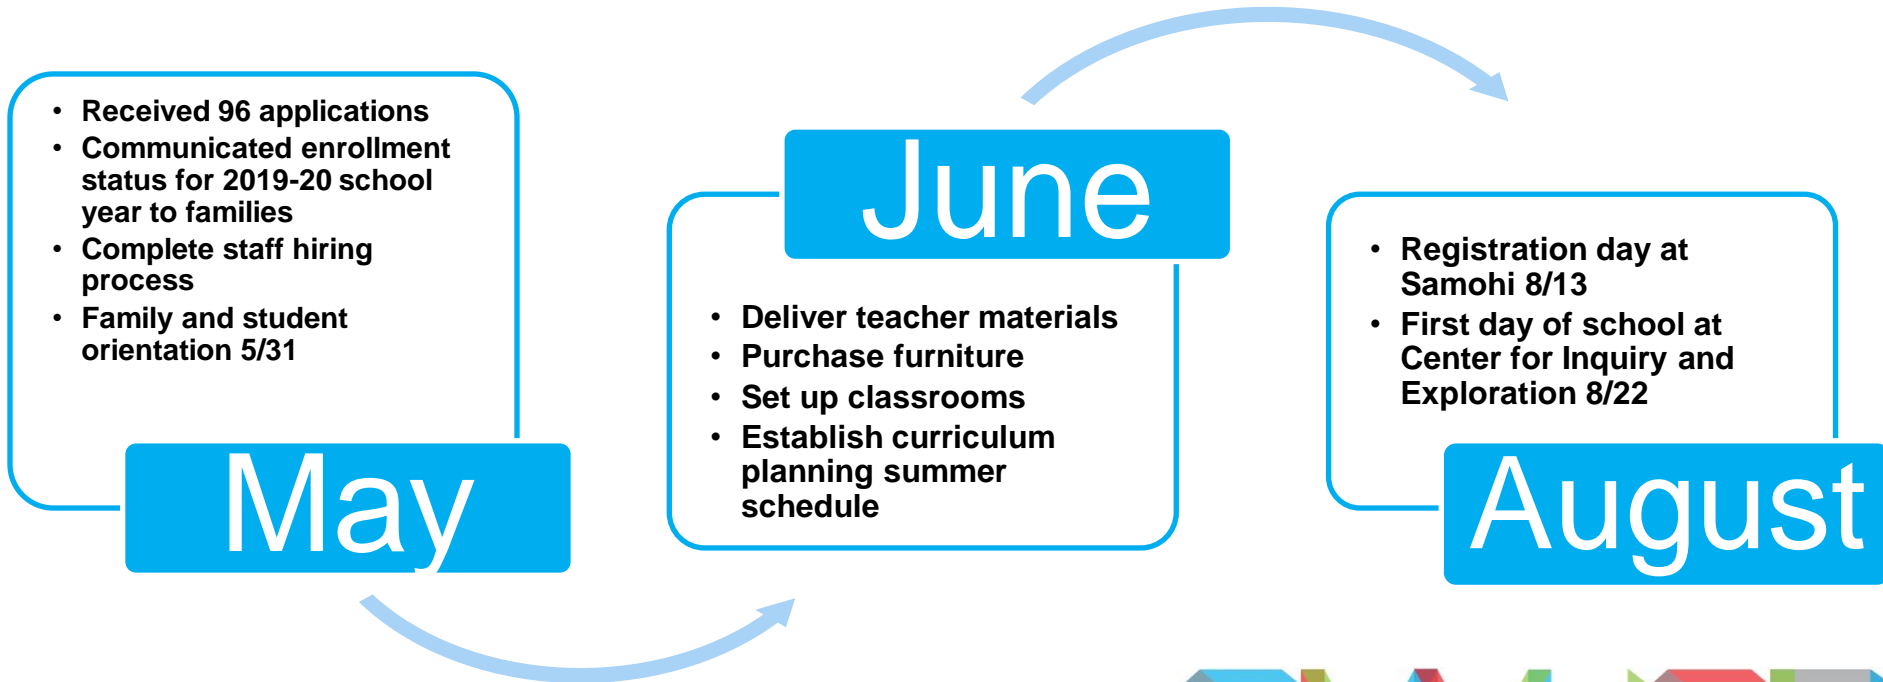 • Received 96 applications
• Communicated enrollment
status for 2019-20 school
year to families
• Complete staff hiring
process
• Family and student
orientation 5/31
May
June
• Deliver teacher materials
• Purchase furniture
• Set up classrooms
• Establish curriculum
planning summer
schedule
• Registration day at
Samohi 8/13
• First day of school at
Center for Inquiry and
Exploration 8/22
August